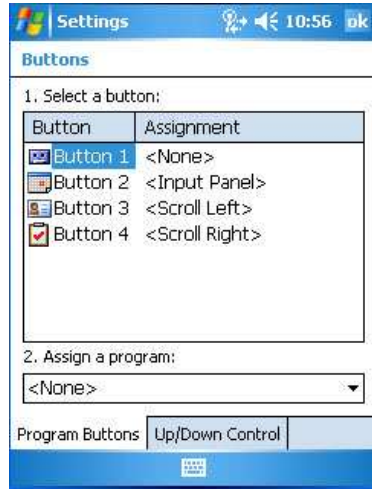 Settings 10:56 ok
Buttons
1. Select a button:
Button Assignment
Button 1 <None>
Button 2 <Input Panel>
Button 3 <Scroll Left>
Button 4 <Scroll Right>
2. Assign a program:
<None>
Program Buttons Up/Down Control